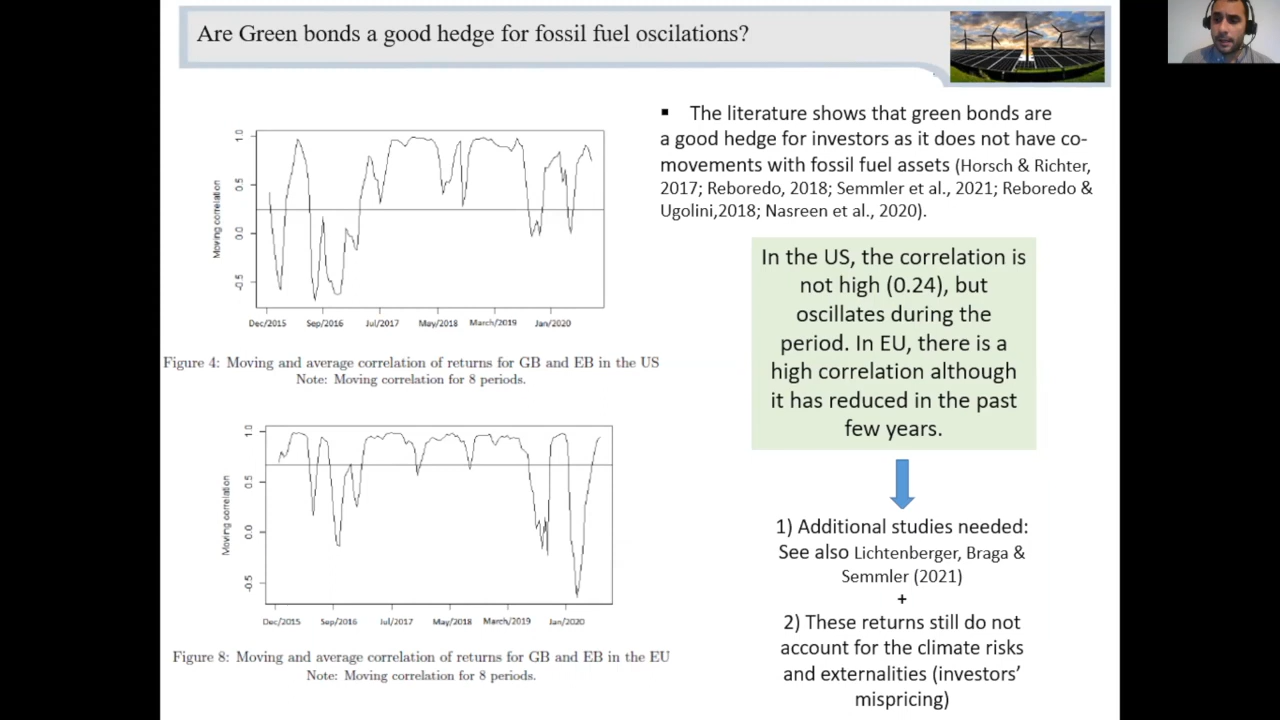 Are Green bonds a good hedge for fossil fuel oscilations?
1.0
0.5
0.0
-0.5
Moving correlation
Dec/2015 Sep/2016 Jul/2017 May/2018 March/2019 Jan/2020
Figure 4: Moving and average correlation of returns for GB and EB in the US
Note: Moving correlation for 8 periods.
1.0
0.5
0.0
-0.5
Moving correlation
Dec/2015 Sep/2016 Jul/2017 May/2018 March/2019 Jan/2020
Figure 8: Moving and average correlation of returns for GB and EB in the EU
Note: Moving correlation for 8 periods.
▪ The literature shows that green bonds are
a good hedge for investors as it does not have co-
movements with fossil fuel assets (Horsch & Richter,
2017; Reboredo, 2018; Semmler et al., 2021; Reboredo &
Ugolini,2018; Nasreen et al., 2020).
In the US, the correlation is
not high (0.24), but
oscillates during the
period. In EU, there is a
high correlation although
it has reduced in the past
few years.
1) Additional studies needed:
See also Lichtenberger, Braga &
Semmler (2021)
+
2) These returns still do not
account for the climate risks
and externalities (investors’
mispricing)